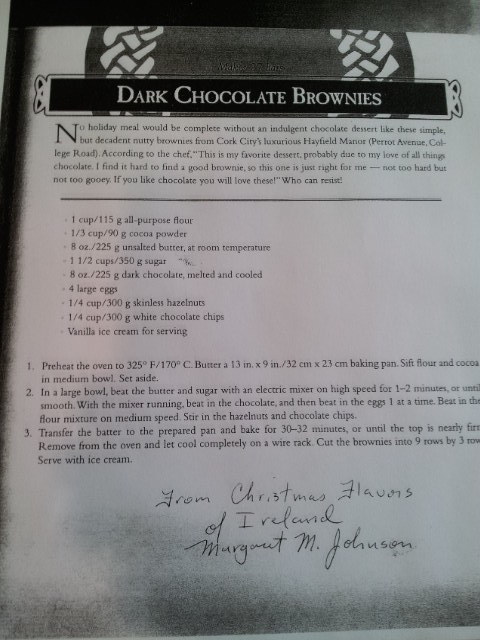 DARK CHOCOLATE BROWNIES
No holiday meal would be complete without an indulgent chocolate dessert like these simple,
but decadent nutty brownies from Cork City's luxurious Hayfield Manor (Perrot Avenue, Col-
lege Road). According to the chef, "This is my favorite dessert, probably due to my love of all things
chocolate. I find it hard to find a good brownie, so this one is just right for me — not too hard but
not too gooey. If you like chocolate you will love these!" Who can resist!
· 1 cup/115 g all-purpose flour
· 1/3 cup/90 g cocoa powder
· 8 oz./225 g unsalted butter, at room temperature
· 1 1/2 cups/350 g sugar
· 8 oz./225 g dark chocolate, melted and cooled
· 4 large eggs
· 1/4 cup/300 g skinless hazelnuts
· 1/4 cup/300 g white chocolate chips
· Vanilla ice cream for serving
1. Preheat the oven to 325° F/170° C. Butter a 13 in. x 9 in./32 cm x 23 cm baking pan. Sift flour and cocoa
in medium bowl. Set aside.
2. In a large bowl, beat the butter and sugar with an electric mixer on high speed for 1–2 minutes, or until
smooth. With the mixer running, beat in the chocolate, and then beat in the eggs 1 at a time. Beat in the
flour mixture on medium speed. Stir in the hazelnuts and chocolate chips.
3. Transfer the batter to the prepared pan and bake for 30–32 minutes, or until the top is nearly firm
Remove from the oven and let cool completely on a wire rack. Cut the brownies into 9 rows by 3 row
Serve with ice cream.
From Christmas Flavors
of Ireland
Margaret M. Johnson